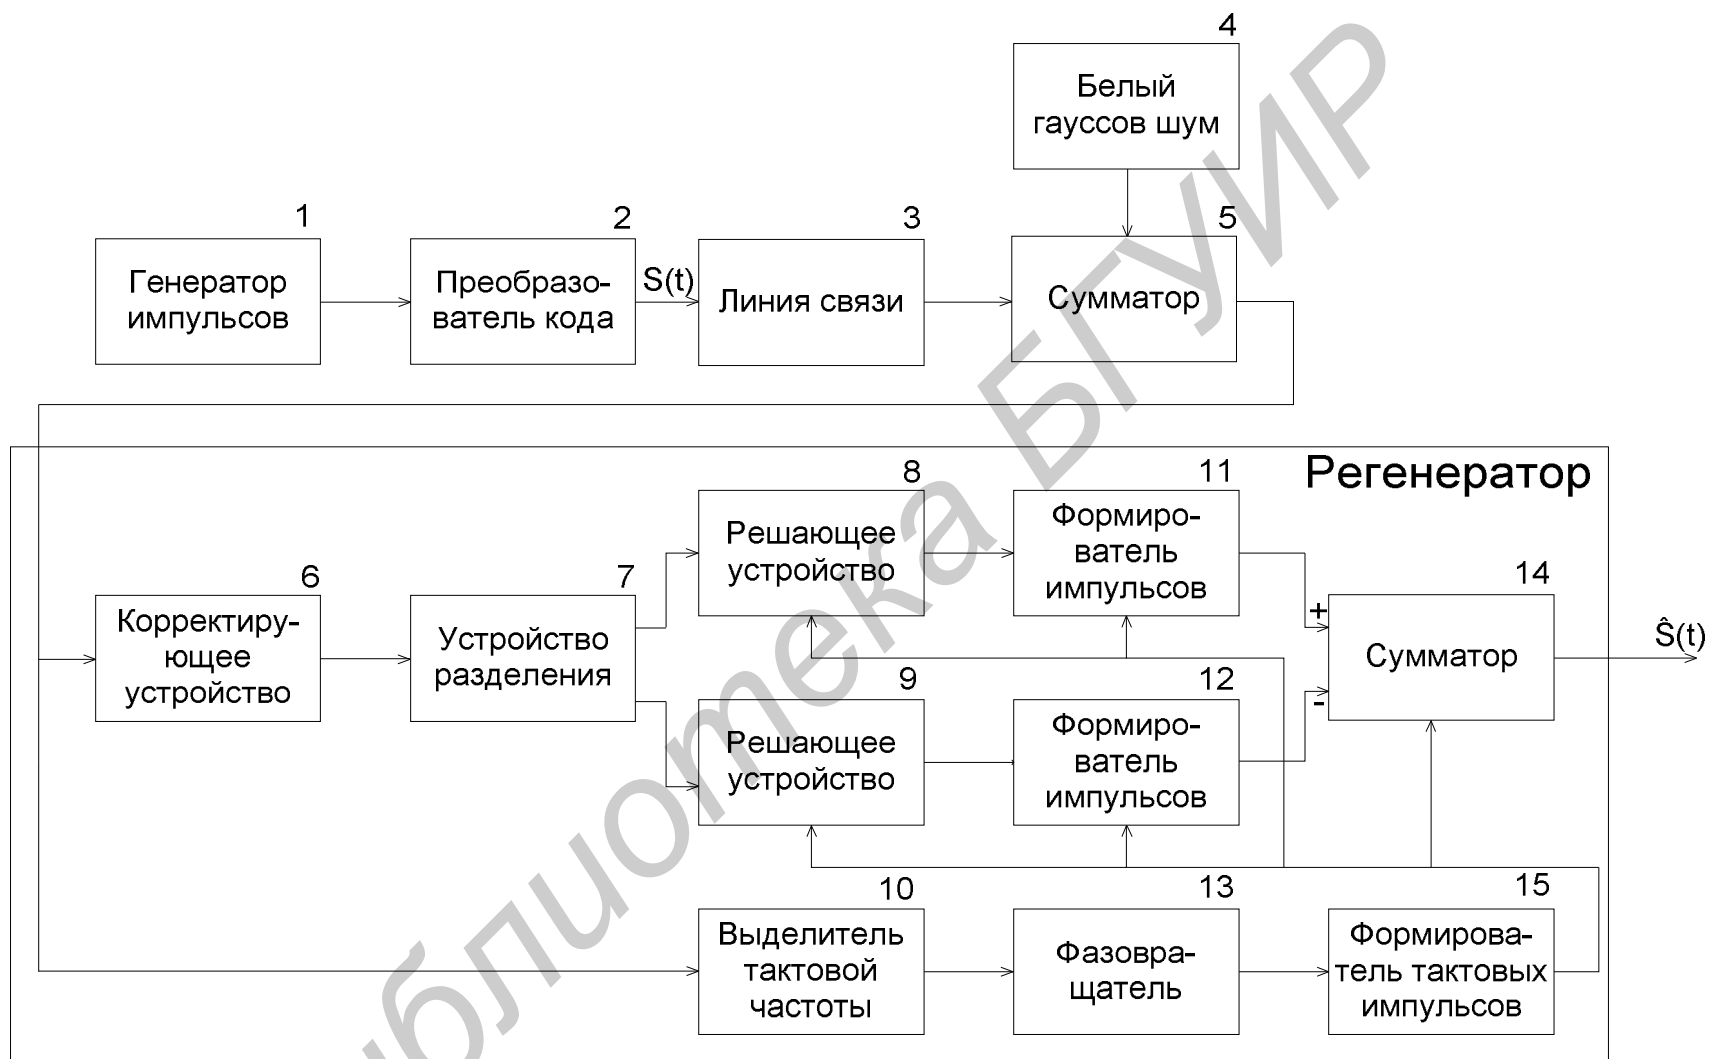 4
Белый
гауссов шум
1
2
3
5
Генератор
импульсов
Преобразо-
ватель кода
S(t)
Линия связи
Сумматор
Регенератор
8
11
Решающее
устройство
Формиро-
ватель
импульсов
6
7
14
Корректиру-
ющее
устройство
Устройство
разделения
+
-
Сумматор
Ŝ(t)
9
12
Решающее
устройство
Формиро-
ватель
импульсов
10
13
15
Выделитель
тактовой
частоты
Фазовра-
щатель
Формирова-
тель тактовых
импульсов
блиотека БГУИР